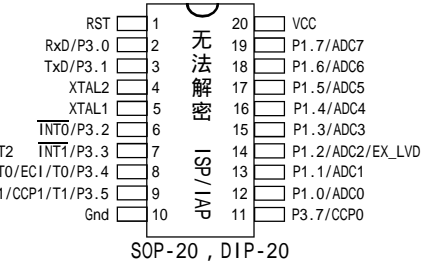 RST 1 20 VCC
RxD/P3.0 2 19 P1.7/ADC7
TxD/P3.1 3 18 P1.6/ADC6
XTAL2 4 17 P1.5/ADC5
XTAL1 5 16 P1.4/ADC4
INT0/P3.2 6 15 P1.3/ADC3
T2 INT1/P3.3 7 14 P1.2/ADC2/EX_LVD
T0/ECI/T0/P3.4 8 13 P1.1/ADC1
1/CCP1/T1/P3.5 9 12 P1.0/ADC0
Gnd 10 11 P3.7/CCP0
无法解密
ISP/IAP
SOP-20 , DIP-20